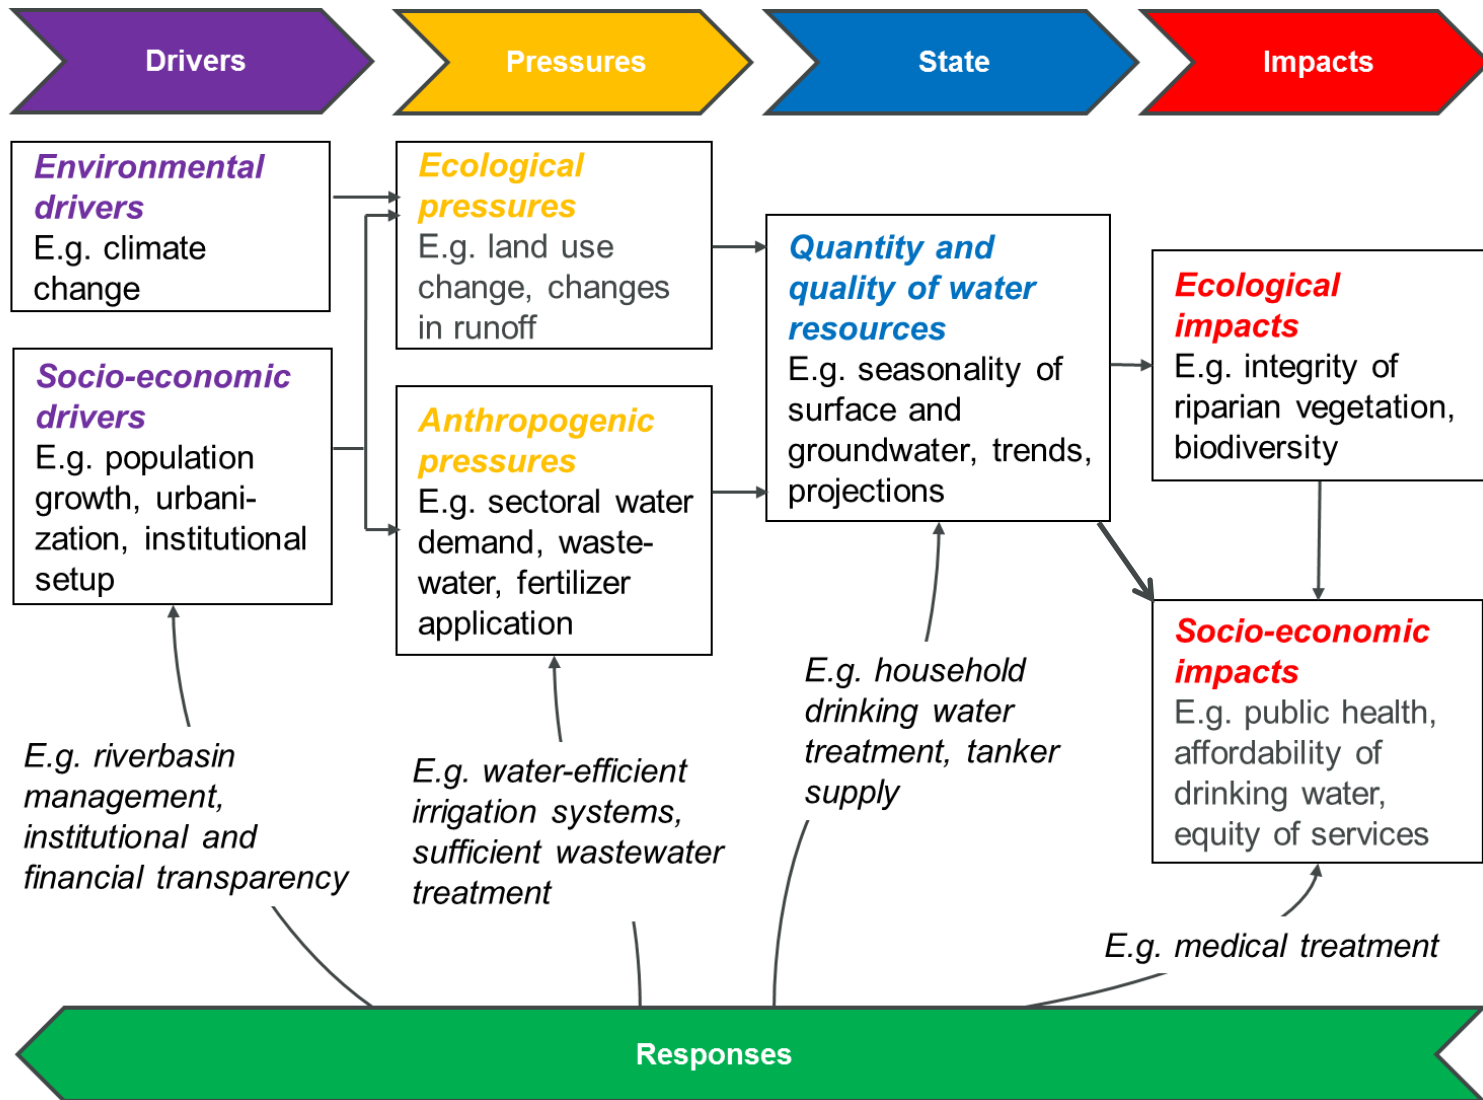 Drivers
Pressures
State
Impacts
Environmental
drivers
E.g. climate
change
Socio-economic
drivers
E.g. population
growth, urbani-
zation, institutional
setup
Ecological
pressures
E.g. land use
change, changes
in runoff
Anthropogenic
pressures
E.g. sectoral water
demand, waste-
water, fertilizer
application
Quantity and
quality of water
resources
E.g. seasonality of
surface and
groundwater, trends,
projections
Ecological
impacts
E.g. integrity of
riparian vegetation,
biodiversity
Socio-economic
impacts
E.g. public health,
affordability of
drinking water,
equity of services
E.g. riverbasin
management,
institutional and
financial transparency
E.g. water-efficient
irrigation systems,
sufficient wastewater
treatment
E.g. household
drinking water
treatment, tanker
supply
E.g. medical treatment
Responses